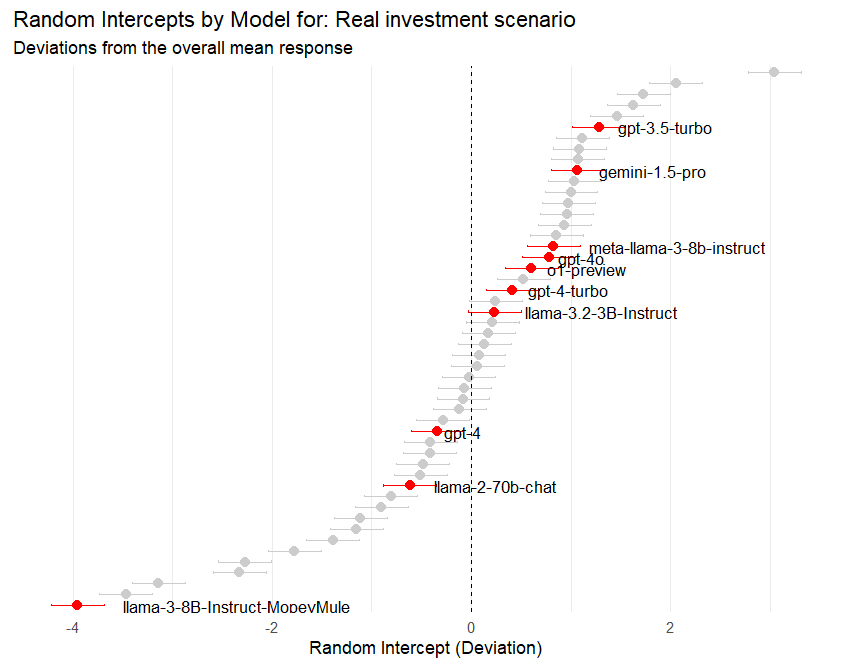 Random Intercepts by Model for: Real investment scenario
Deviations from the overall mean response
gpt-3.5-turbo
gemini-1.5-pro
meta-llama-3-8b-instruct
gpt-4o
o1-preview
gpt-4-turbo
llama-3.2-3B-Instruct
gpt-4
llama-2-70b-chat
llama-3-8B-Instruct-MopeyMule
-4 -2 0 2
Random Intercept (Deviation)